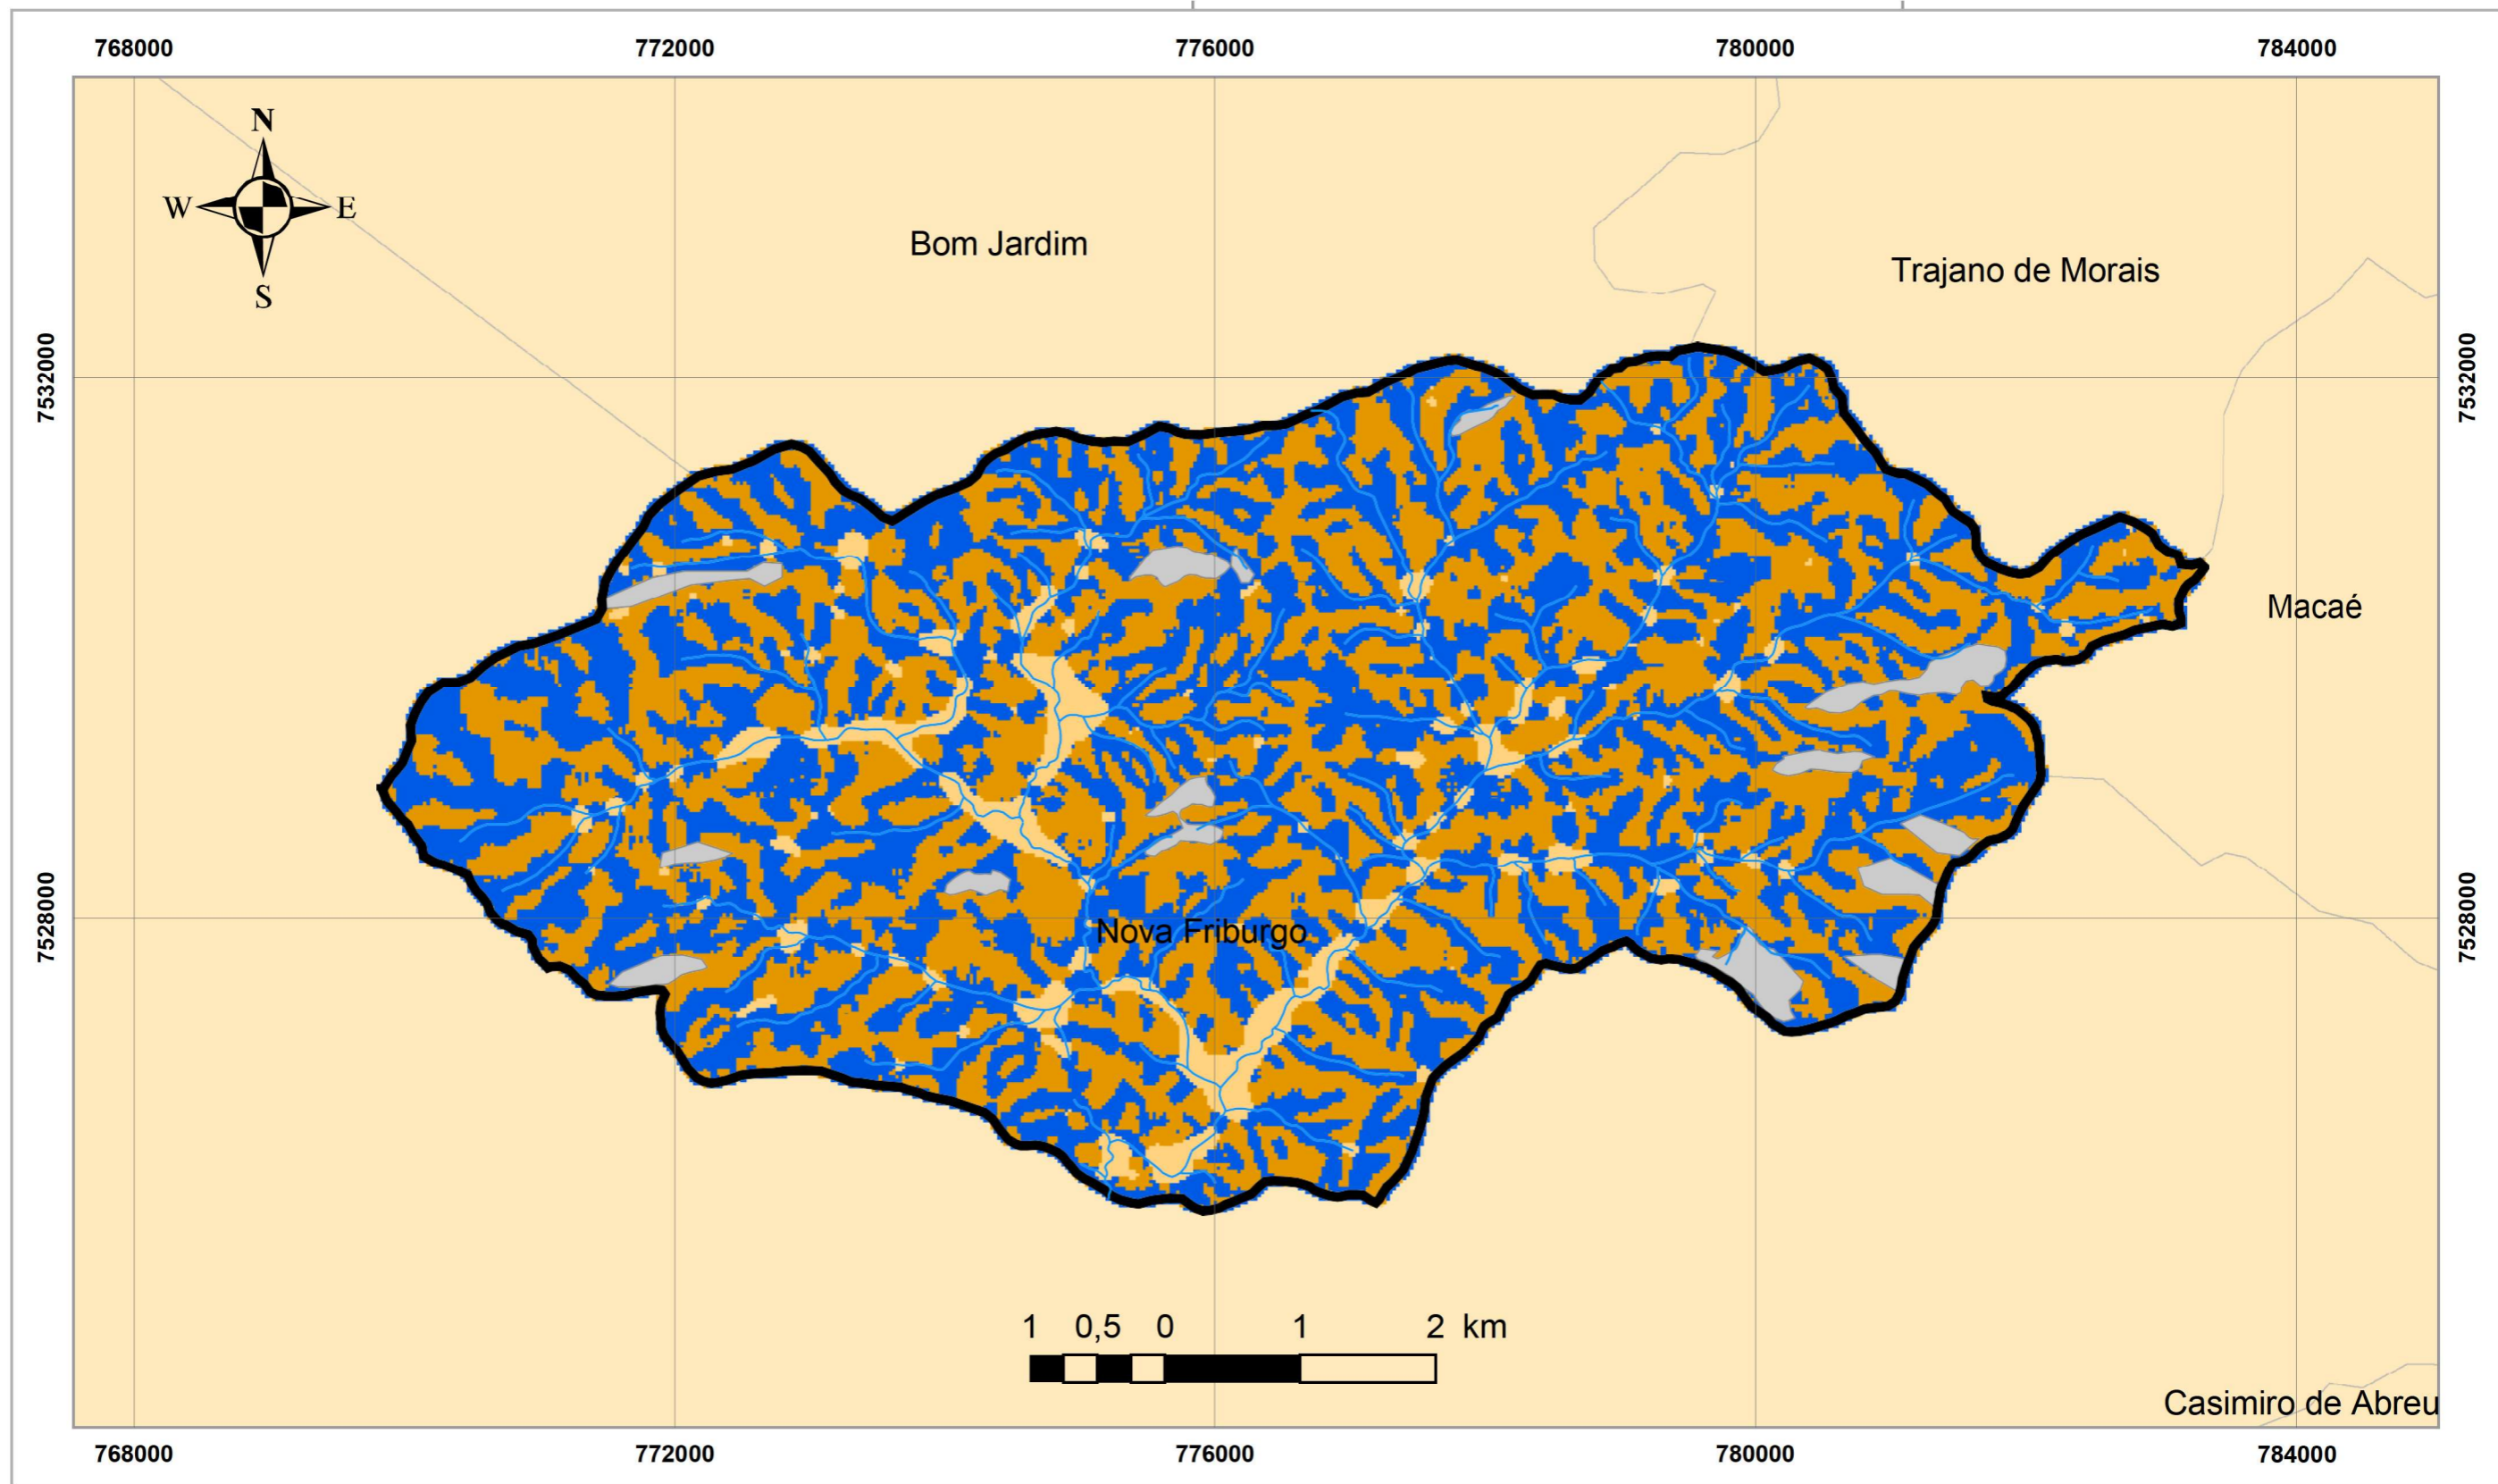 768000 772000 776000 780000 784000
N
W E
S
Bom Jardim
Trajano de Morais
7532000 7532000
Macaé
7528000 7528000
Nova Friburgo
1 0,5 0 1 2 km
Casimiro de Abreu
768000 772000 776000 780000 784000